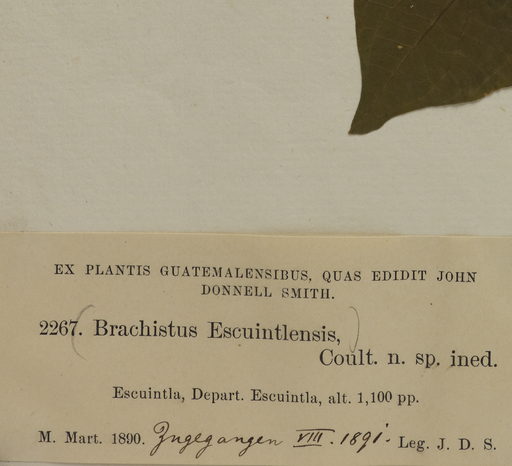 EX PLANTIS GUATEMALENSIBUS, QUAS EDIDIT JOHN
DONNELL SMITH.
2267. (Brachistus Escuintlensis,)
Coult. n. sp. ined.
Escuintla, Depart. Escuintla, alt. 1,100 pp.
M. Mart. 1890. Zugegangen VIII. 1891. Leg. J. D. S.